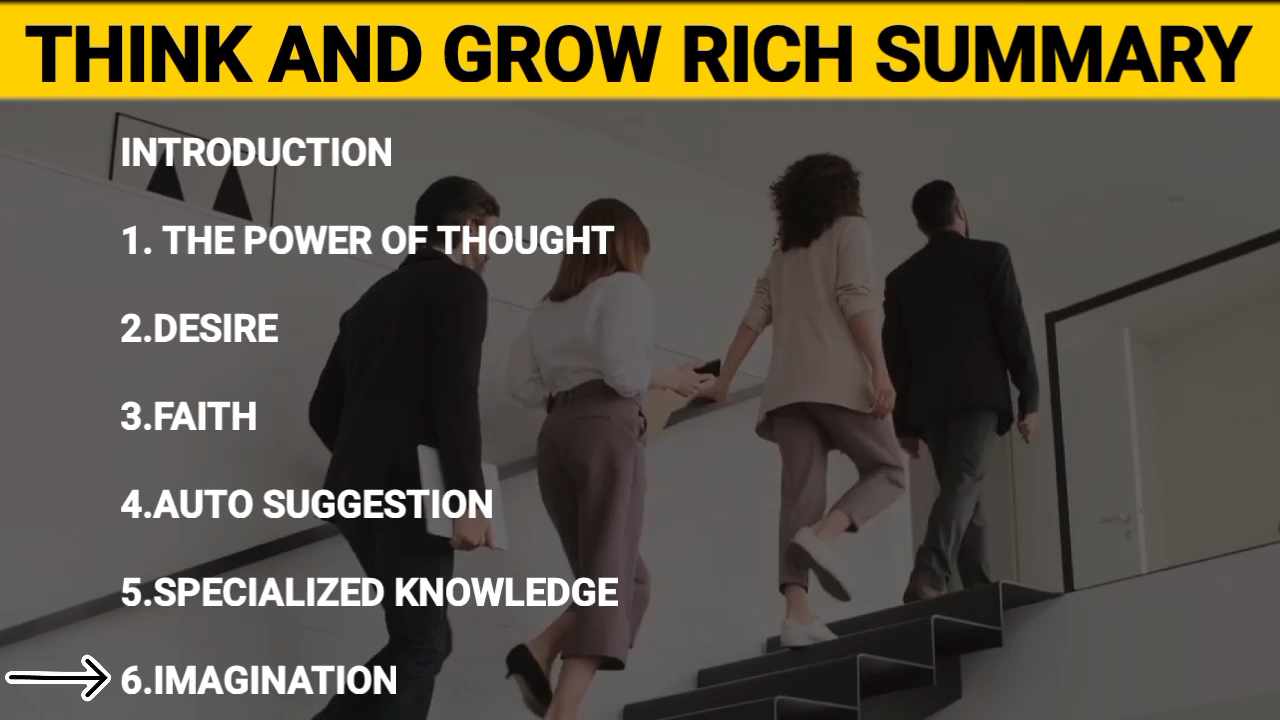 THINK AND GROW RICH SUMMARY
INTRODUCTION
1. THE POWER OF THOUGHT
2.DESIRE
3.FAITH
4.AUTO SUGGESTION
5.SPECIALIZED KNOWLEDGE
6.IMAGINATION